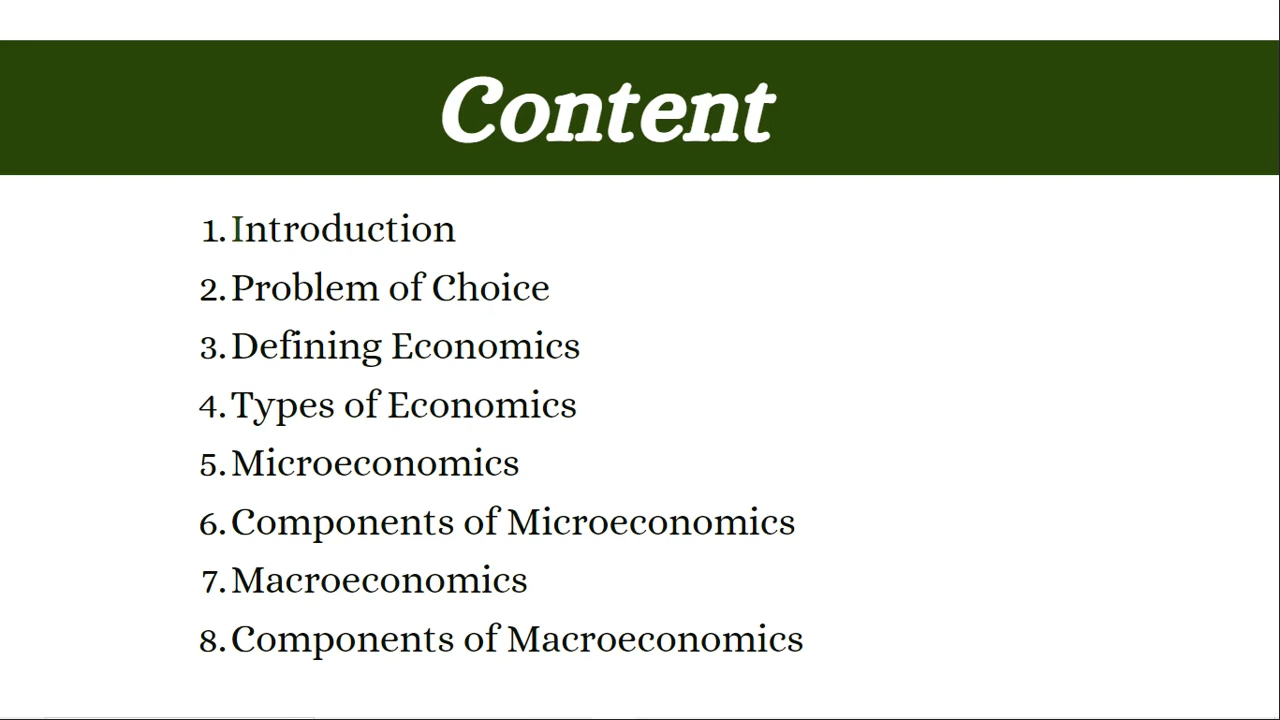 Content
1. Introduction
2. Problem of Choice
3. Defining Economics
4. Types of Economics
5. Microeconomics
6. Components of Microeconomics
7. Macroeconomics
8. Components of Macroeconomics